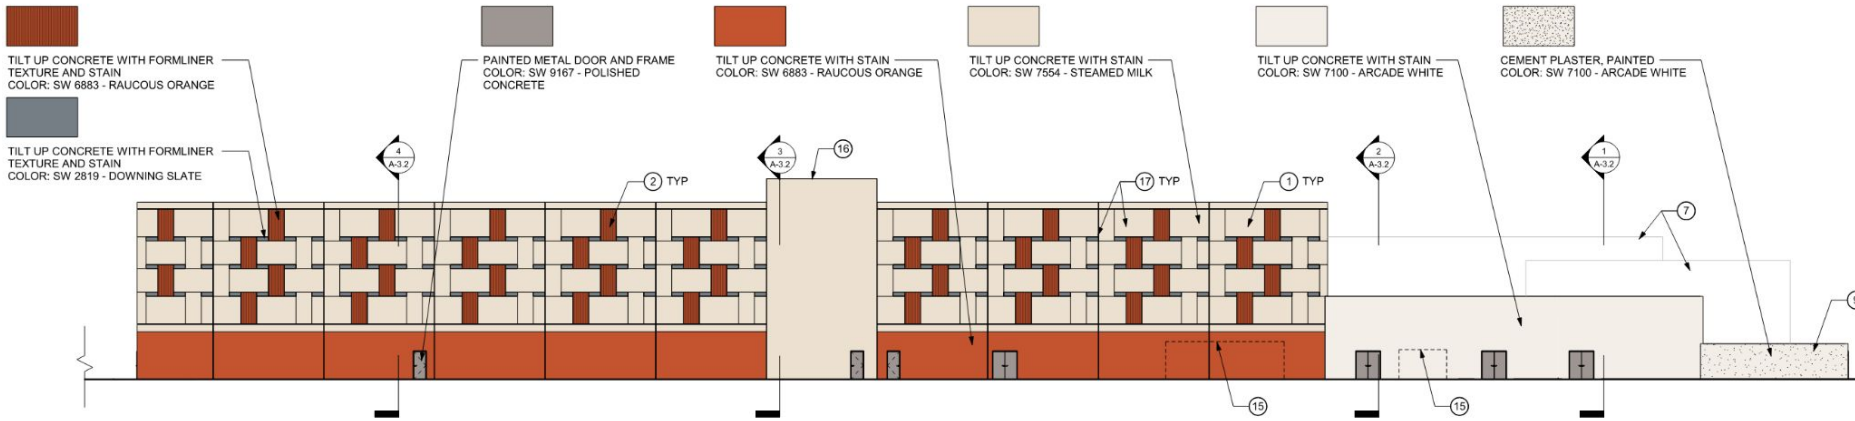 TILT UP CONCRETE WITH FORMLINER
TEXTURE AND STAIN
COLOR: SW 6883 - RAUCOUS ORANGE
PAINTED METAL DOOR AND FRAME
COLOR: SW 9167 - POLISHED
CONCRETE
TILT UP CONCRETE WITH STAIN
COLOR: SW 6883 - RAUCOUS ORANGE
TILT UP CONCRETE WITH STAIN
COLOR: SW 7554 - STEAMED MILK
TILT UP CONCRETE WITH STAIN
COLOR: SW 7100 - ARCADE WHITE
CEMENT PLASTER, PAINTED
COLOR: SW 7100 - ARCADE WHITE
TILT UP CONCRETE WITH FORMLINER
TEXTURE AND STAIN
COLOR: SW 2819 - DOWNING SLATE
4
A-3.2
3
A-3.2
16
2
A-3.2
1
A-3.2
2 TYP
17 TYP
1 TYP
7
15
15